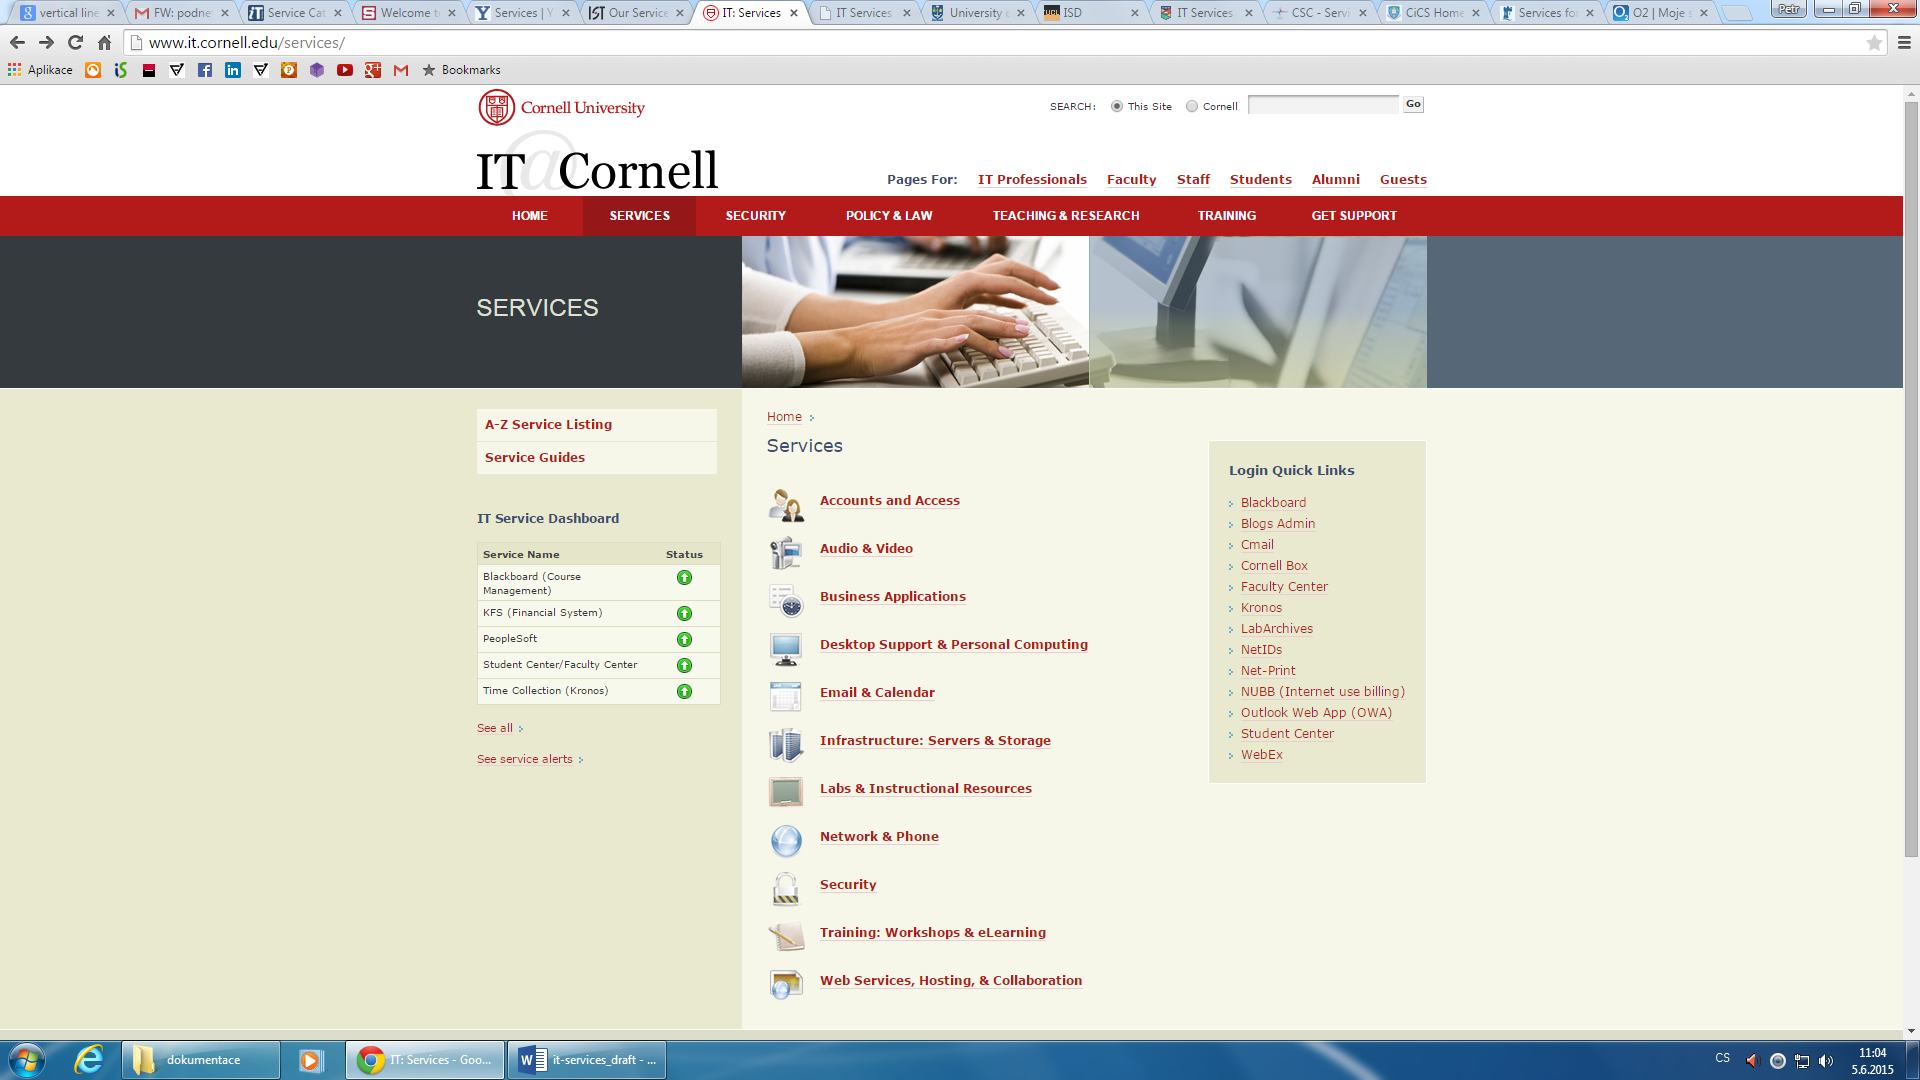 vertical line
FW: podne
Service Cat
Welcome to
Services | Y
Our Service
IT: Services
IT Services
University o
ISD
IT Services
CSC - Servi
CiCS Home
Services fo
O2 | Moje s
Petr
www.it.cornell.edu/services/
Aplikace
Bookmarks
Cornell University
SEARCH: This Site Cornell Go
IT@Cornell
Pages For: IT Professionals Faculty Staff Students Alumni Guests
HOME SERVICES SECURITY POLICY & LAW TEACHING & RESEARCH TRAINING GET SUPPORT
SERVICES
A-Z Service Listing
Service Guides
IT Service Dashboard
Service Name Status
Blackboard (Course
Management)
KFS (Financial System)
PeopleSoft
Student Center/Faculty Center
Time Collection (Kronos)
See all
See service alerts
Home
Services
Accounts and Access
Audio & Video
Business Applications
Desktop Support & Personal Computing
Email & Calendar
Infrastructure: Servers & Storage
Labs & Instructional Resources
Network & Phone
Security
Training: Workshops & eLearning
Web Services, Hosting, & Collaboration
Login Quick Links
Blackboard
Blogs Admin
Cmail
Cornell Box
Faculty Center
Kronos
LabArchives
NetIDs
Net-Print
NUBB (Internet use billing)
Outlook Web App (OWA)
Student Center
WebEx
dokumentace
IT: Services - Goo...
it-services_draft - ...
CS
11:04
5.6.2015